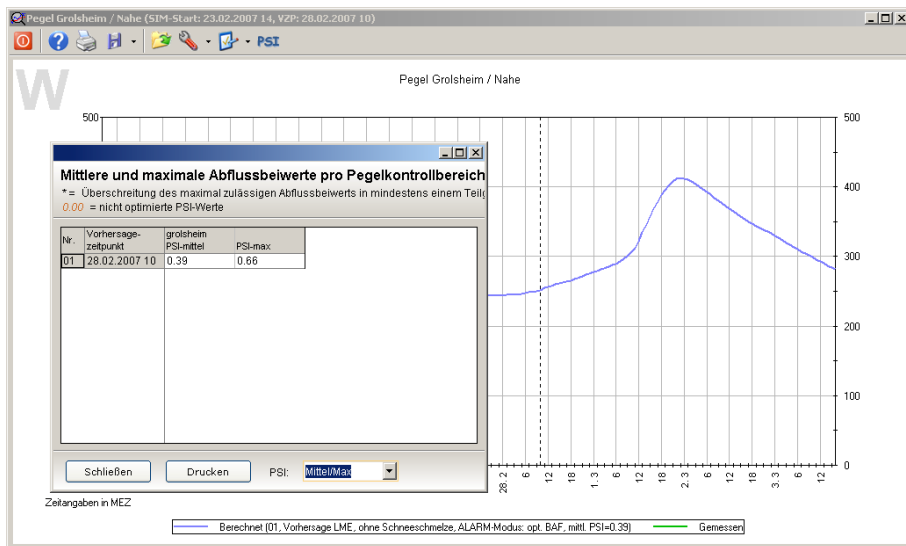 Pegel Grolsheim / Nahe (SIM-Start: 23.02.2007 14, VZP: 28.02.2007 10)
PSI
W
Pegel Grolsheim / Nahe
500
500
400
300
200
100
0
Mittlere und maximale Abflussbeiwerte pro Pegelkontrollbereich
* = Überschreitung des maximal zulässigen Abflussbeiwerts in mindestens einem
0.00 = nicht optimierte PSI-Werte
Nr. Vorhersage-zeitpunkt grolsheim PSI-mittel PSI-max
01 28.02.2007 10 0.39 0.66
Schließen Drucken PSI: Mittel/Max
28.2 6 12 18 1.3 6 12 18 2.3 6 12 18 3.3 6 12
Zeitangaben in MEZ
Berechnet (01, Vorhersage LME, ohne Schneeschmelze, ALARM-Modus: opt. BAF, mittl. PSI=0.39) Gemessen